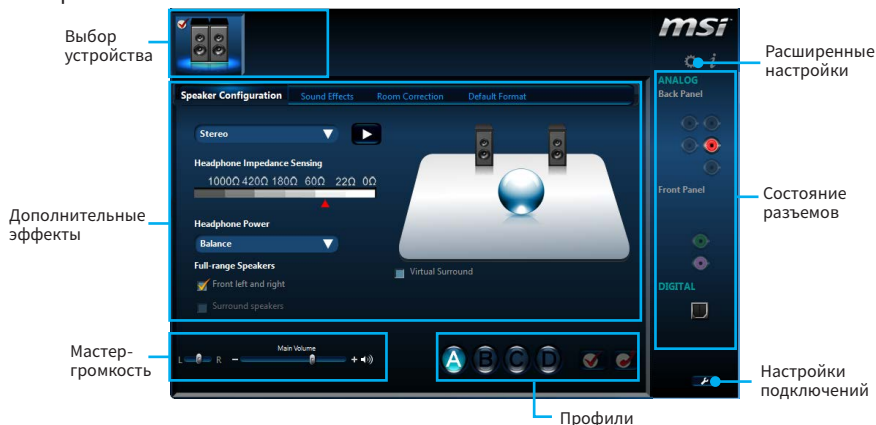 Выбор
устройства
msi
i
Расширенные
настройки
ANALOG
Back Panel
Speaker Configuration Sound Effects Room Correction Default Format
Stereo
Headphone Impedance Sensing
1000Ω 420Ω 180Ω 60Ω 22Ω 0Ω
Front Panel
Состояние
разъемов
Дополнительные
эффекты
Headphone Power
Balance
Full-range Speakers
Virtual Surround
Front left and right
DIGITAL
Surround speakers
Мастер-
громкость
Main Volume
L R - +
A B C D
Настройки
подключений
Профили